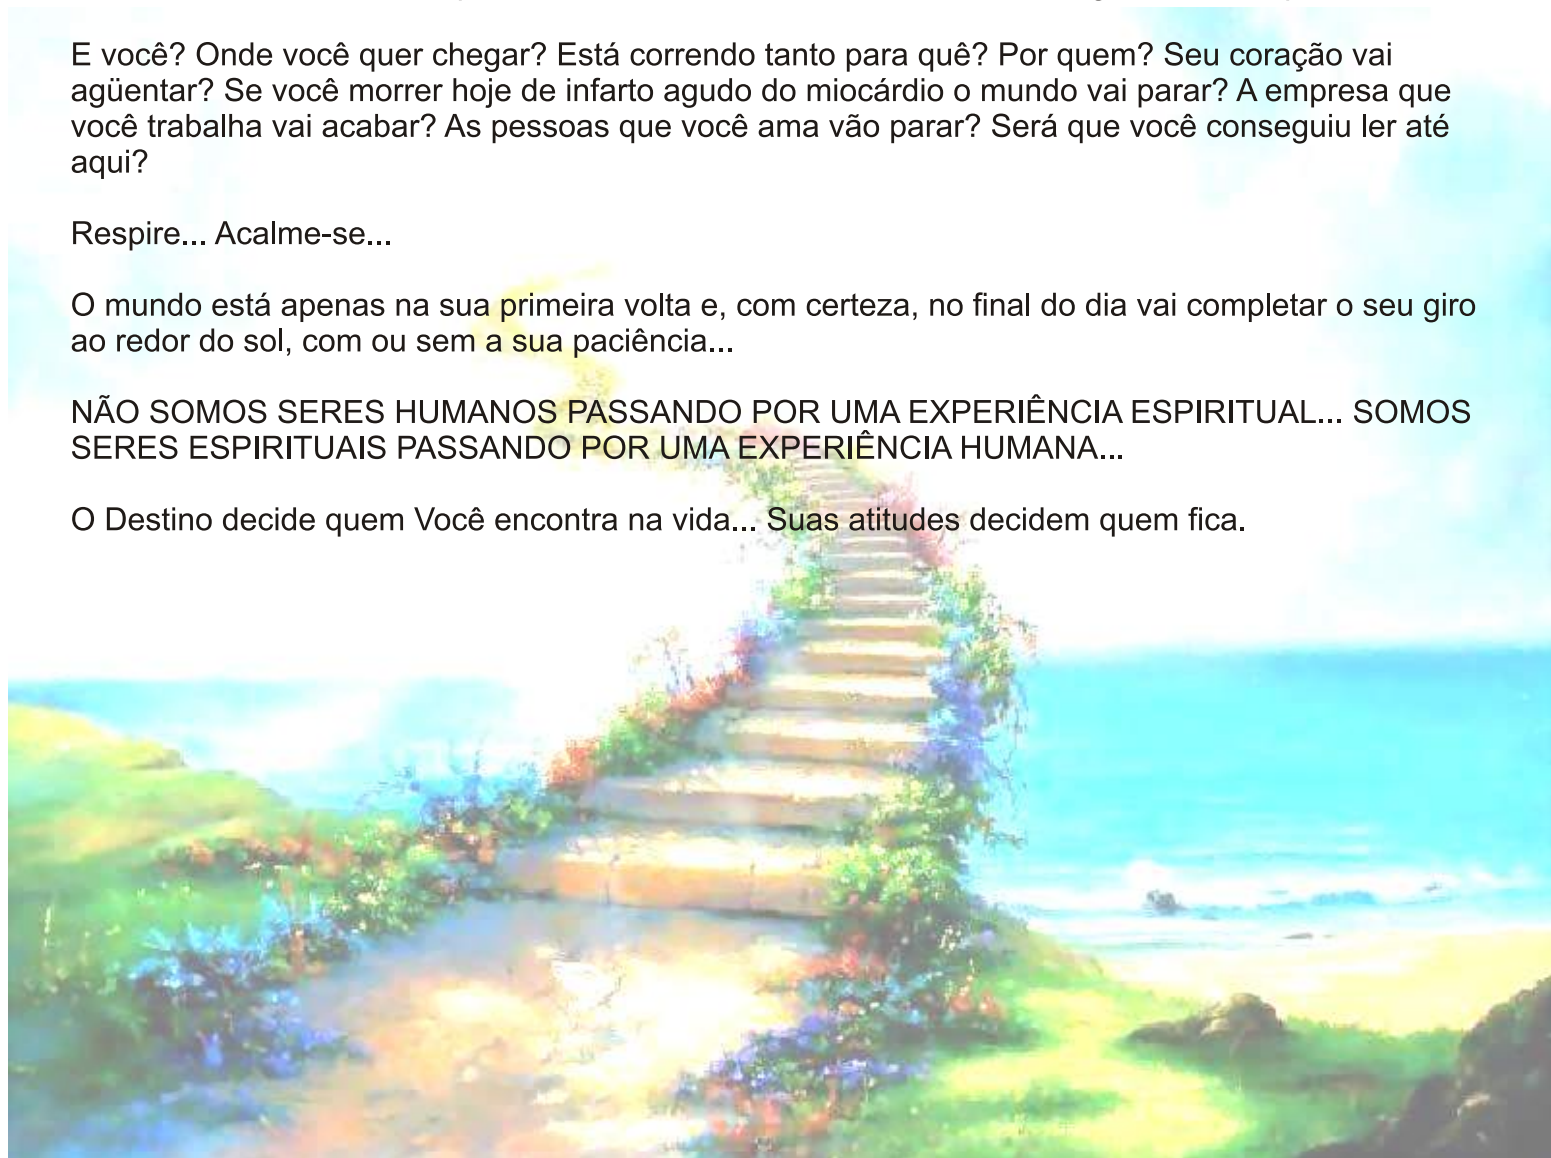 E você? Onde você quer chegar? Está correndo tanto para quê? Por quem? Seu coração vai
agüentar? Se você morrer hoje de infarto agudo do miocárdio o mundo vai parar? A empresa que
você trabalha vai acabar? As pessoas que você ama vão parar? Será que você conseguiu ler até
aqui?
Respire... Acalme-se...
O mundo está apenas na sua primeira volta e, com certeza, no final do dia vai completar o seu giro
ao redor do sol, com ou sem a sua paciência...
NÃO SOMOS SERES HUMANOS PASSANDO POR UMA EXPERIÊNCIA ESPIRITUAL... SOMOS
SERES ESPIRITUAIS PASSANDO POR UMA EXPERIÊNCIA HUMANA...
O Destino decide quem Você encontra na vida... Suas atitudes decidem quem fica.